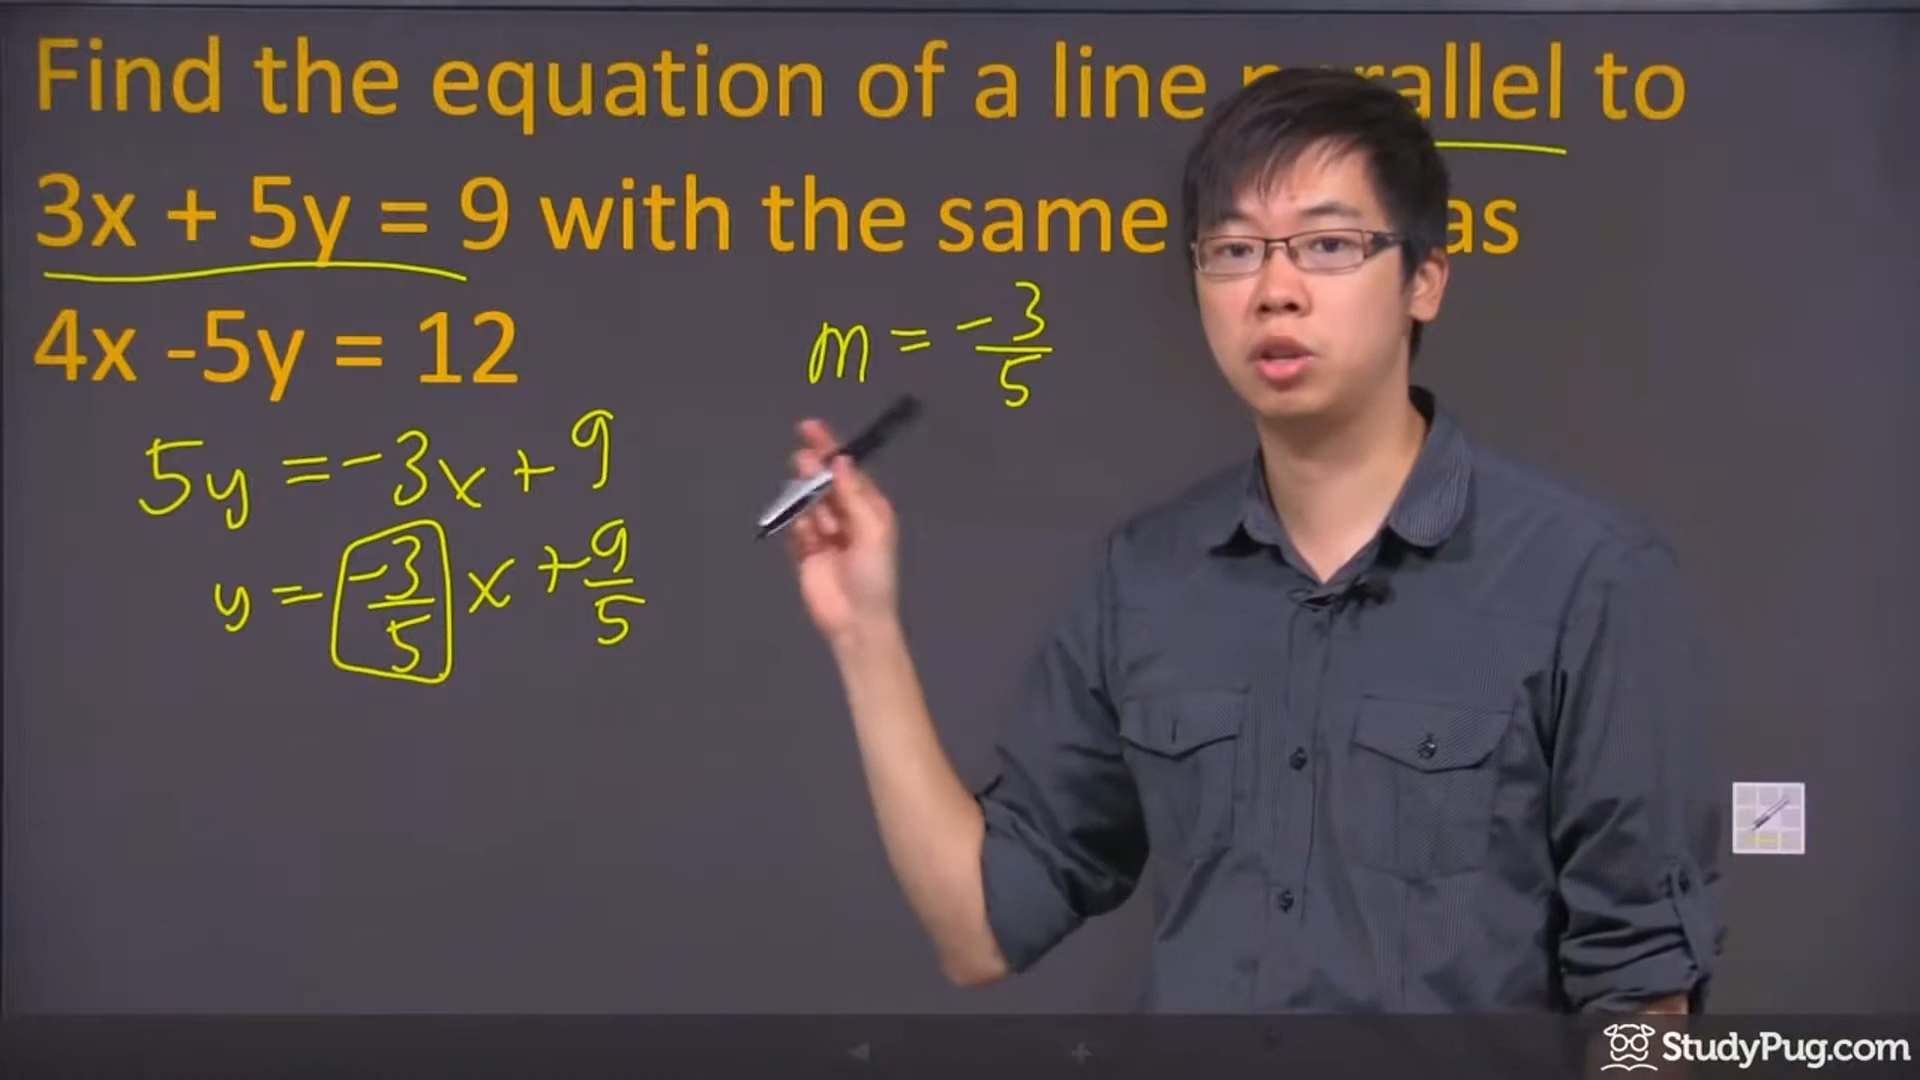 Find the equation of a line parallel to
3x + 5y = 9 with the same as
4x -5y = 12
m = -3/5
5y = -3x + 9
y = -3/5 x + 9/5
StudyPug.com